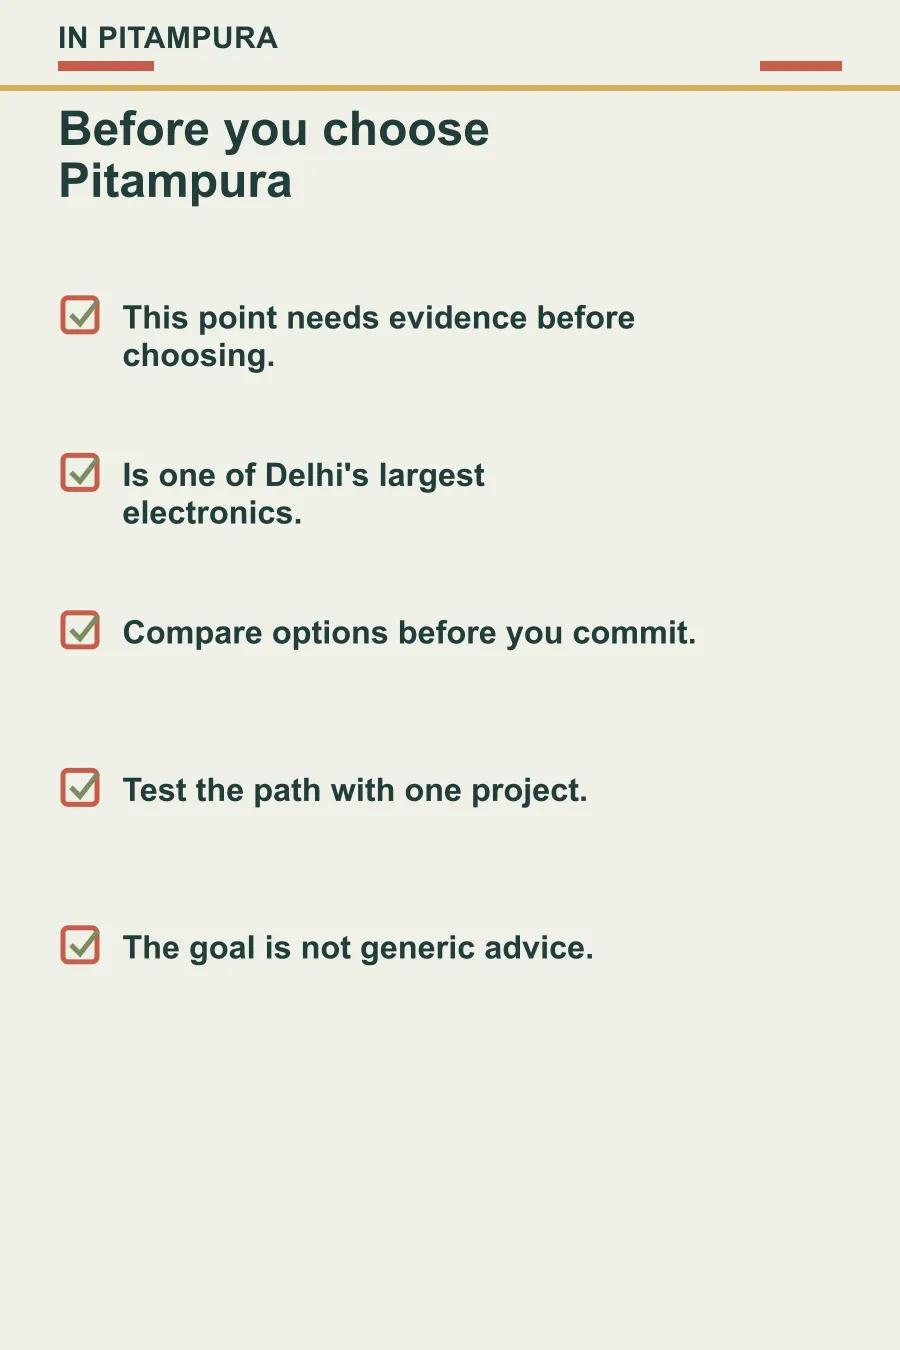 IN PITAMPURA
Before you choose
Pitampura
This point needs evidence before
choosing.
Is one of Delhi's largest
electronics.
Compare options before you commit.
Test the path with one project.
The goal is not generic advice.